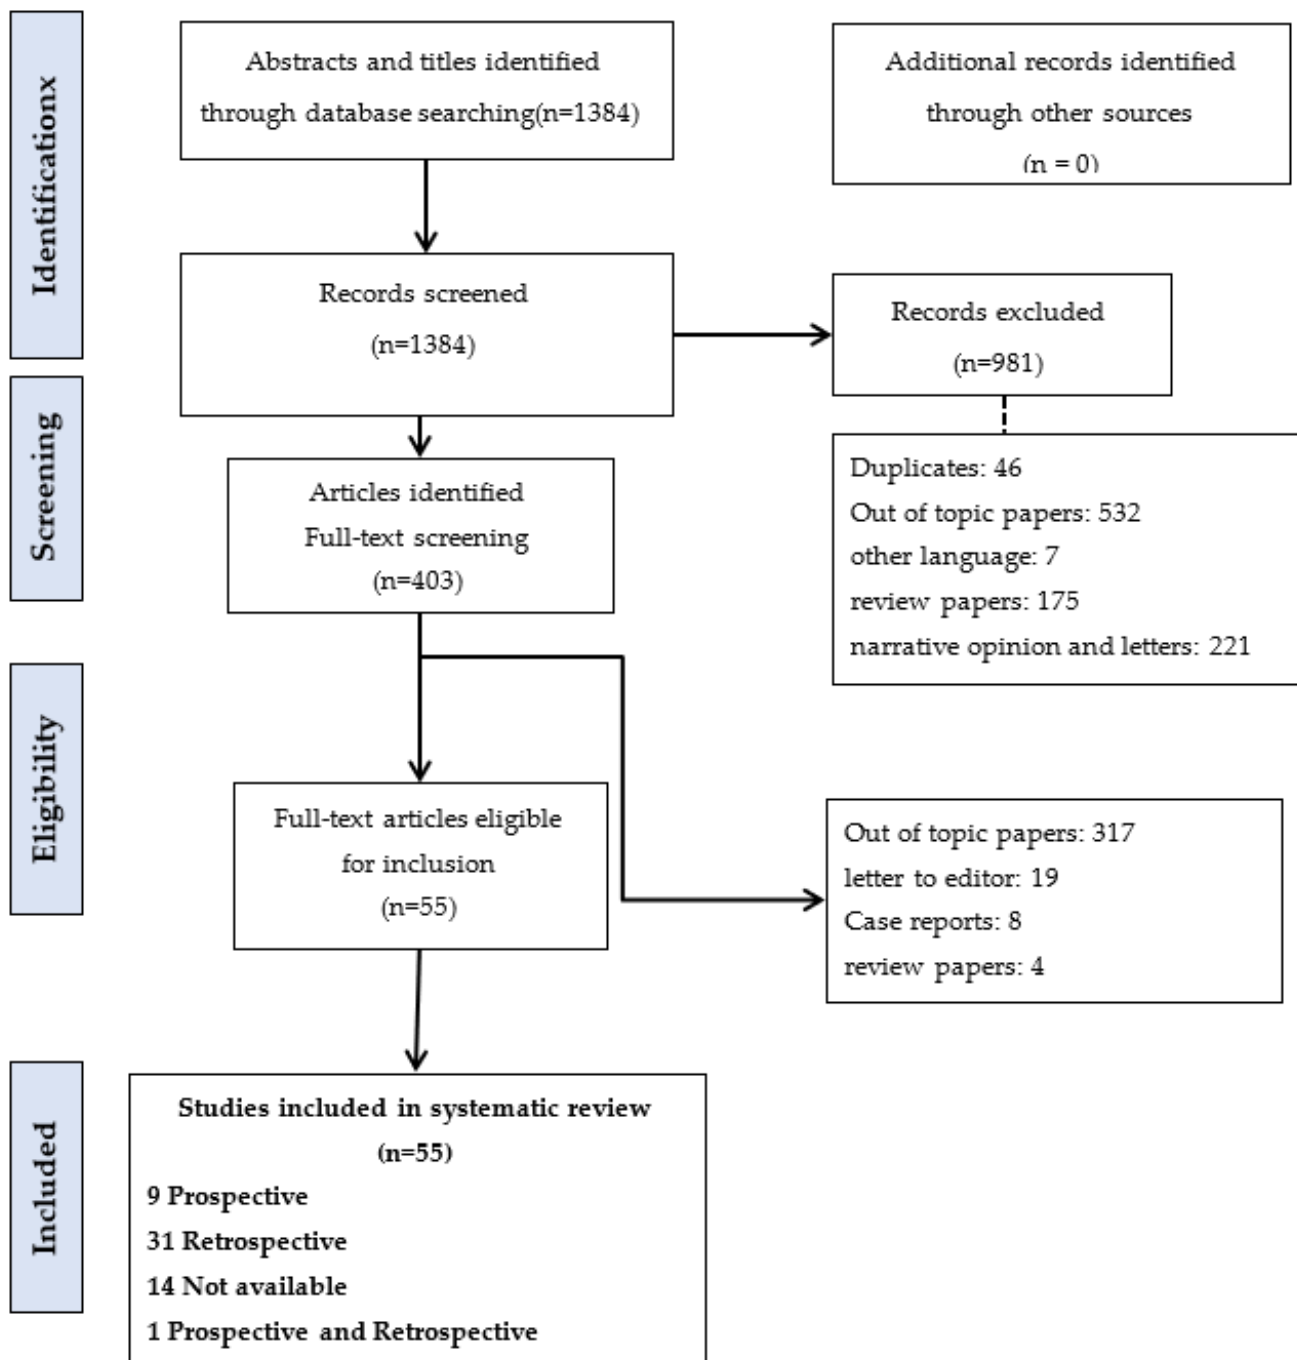 Identificationx
Abstracts and titles identified
through database searching(n=1384)
Additional records identified
through other sources
(n = 0)
Records screened
(n=1384)
Records excluded
(n=981)
Screening
Articles identified
Full-text screening
(n=403)
Duplicates: 46
Out of topic papers: 532
other language: 7
review papers: 175
narrative opinion and letters: 221
Eligibility
Full-text articles eligible
for inclusion
(n=55)
Out of topic papers: 317
letter to editor: 19
Case reports: 8
review papers: 4
Included
Studies included in systematic review
(n=55)
9 Prospective
31 Retrospective
14 Not available
1 Prospective and Retrospective